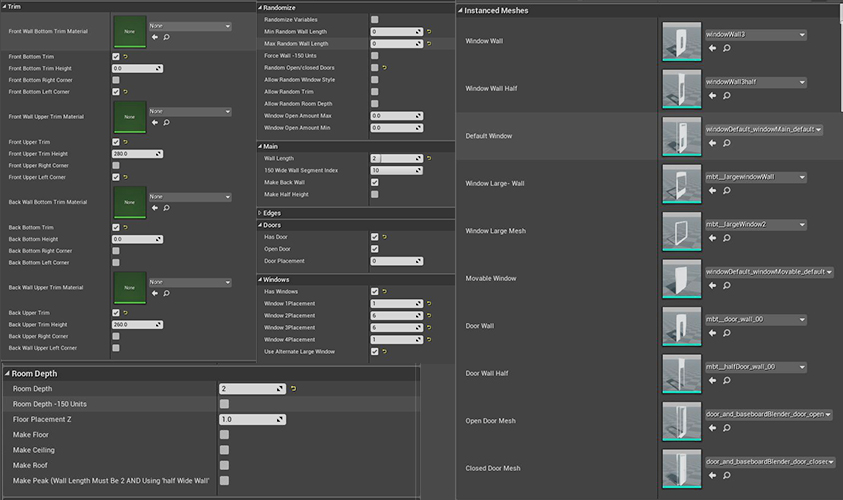 Trim
Front Wall Bottom Trim Material
None
None
Front Bottom Trim
Front Bottom Trim Height
0.0
Front Bottom Right Corner
Front Bottom Left Corner
Front Wall Upper Trim Material
None
None
Front Upper Trim
Front Upper Trim Height
280.0
Front Upper Right Corner
Front Upper Left Corner
Back Wall Bottom Trim Material
None
None
Back Bottom Trim
Back Bottom Height
0.0
Back Bottom Right Corner
Back Bottom Left Corner
Back Wall Upper Trim Material
None
None
Back Upper Trim
Back Upper Trim Height
260.0
Back Upper Right Corner
Back Wall Upper Left Corner
Randomize
Randomize Variables
Min Random Wall Length
0
Max Random Wall Length
0
Force Wall -150 Units
Random Open/closed Doors
Allow Random Window Style
Allow Random Trim
Allow Random Room Depth
Window Open Amount Max
0.0
Window Open Amount Min
0.0
Main
Wall Length
2
150 Wide Wall Segment Index
10
Make Back Wall
Make Half Height
Edges
Doors
Has Door
Open Door
Door Placement
0
Windows
Has Windows
Window 1Placement
1
Window 2Placement
6
Window 3Placement
6
Window 4Placement
1
Use Alternate Large Window
Room Depth
Room Depth
2
Room Depth -150 Units
Floor Placement Z
1.0
Make Floor
Make Ceiling
Make Roof
Make Peak (Wall Length Must Be 2 AND Using 'half Wide Wall'
Instanced Meshes
Window Wall
windowWall3
Window Wall Half
windowWall3half
Default Window
windowDefault_windowMain_default
Window Large- Wall
mbt__largewindowWall
Window Large Mesh
mbt__largeWindow2
Movable Window
windowDefault_windowMovable_default
Door Wall
mbt__door_wall_00
Door Wall Half
mbt__halfDoor_wall_00
Open Door Mesh
door_and_baseboardBlender_door_open
Closed Door Mesh
door_and_baseboardBlender_door_closed